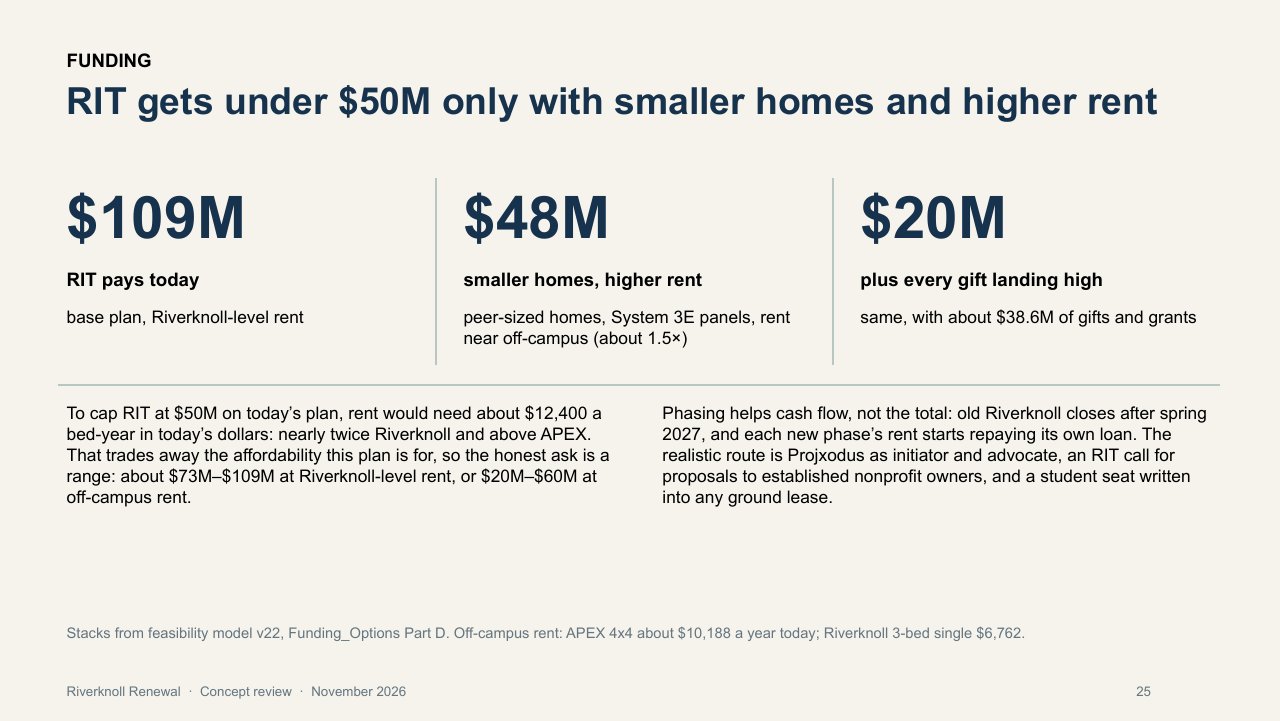 FUNDING
RIT gets under $50M only with smaller homes and higher rent
$109M
RIT pays today
base plan, Riverknoll-level rent
$48M
smaller homes, higher rent
peer-sized homes, System 3E panels, rent
near off-campus (about 1.5×)
$20M
plus every gift landing high
same, with about $38.6M of gifts and grants
To cap RIT at $50M on today’s plan, rent would need about $12,400 a
bed-year in today’s dollars: nearly twice Riverknoll and above APEX.
That trades away the affordability this plan is for, so the honest ask is a
range: about $73M–$109M at Riverknoll-level rent, or $20M–$60M at
off-campus rent.
Phasing helps cash flow, not the total: old Riverknoll closes after spring
2027, and each new phase’s rent starts repaying its own loan. The
realistic route is Projxodus as initiator and advocate, an RIT call for
proposals to established nonprofit owners, and a student seat written
into any ground lease.
Stacks from feasibility model v22, Funding_Options Part D. Off-campus rent: APEX 4x4 about $10,188 a year today; Riverknoll 3-bed single $6,762.
Riverknoll Renewal · Concept review · November 2026
25